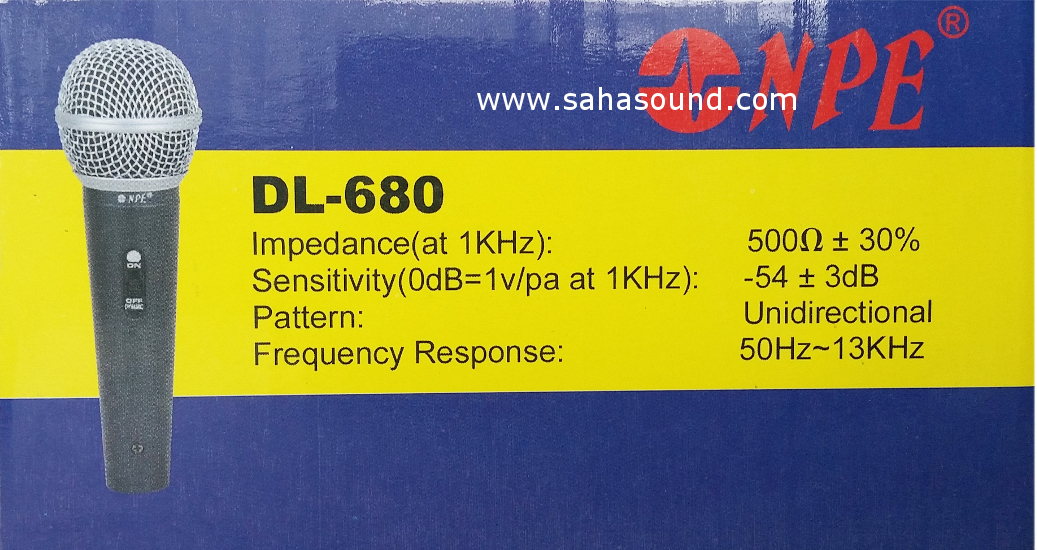 NPE®
www.sahasound.com
DL-680
Impedance(at 1KHz): 500Ω ± 30%
Sensitivity(0dB=1v/pa at 1KHz): -54 ± 3dB
Pattern: Unidirectional
Frequency Response: 50Hz~13KHz
NPE®
ON
OFF
DYNAMIC